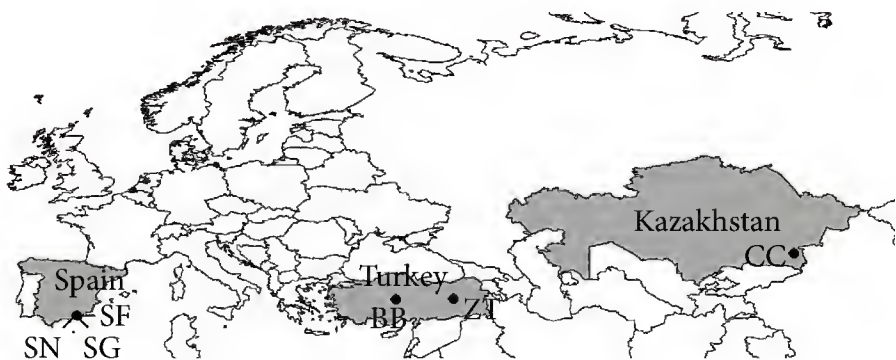 Kazakhstan
CC
Spain
Turkey
SF
BB
ZT
SN SG